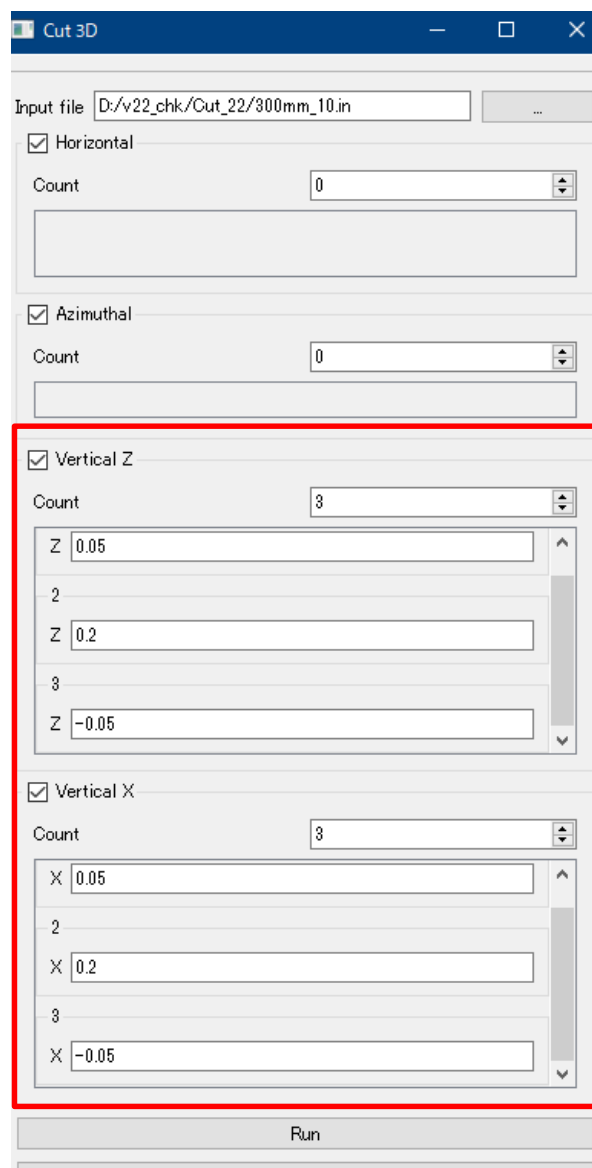 Cut 3D
Input file D:/v22_chk/Cut_22/300mm_10.in ...
Horizontal
Count 0
Azimuthal
Count 0
Vertical Z
Count 3
Z 0.05
2
Z 0.2
3
Z -0.05
Vertical X
Count 3
X 0.05
2
X 0.2
3
X -0.05
Run